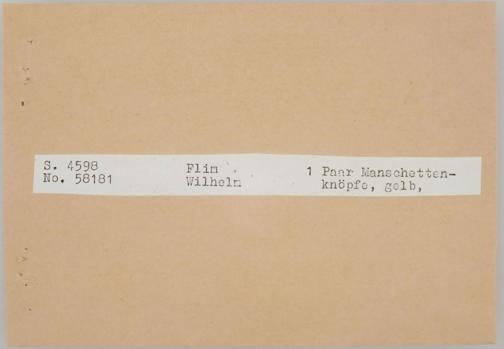 S. 4598 Flim 1 Paar Manschetten-
No. 58181 Wilhelm knöpfe, gelb,